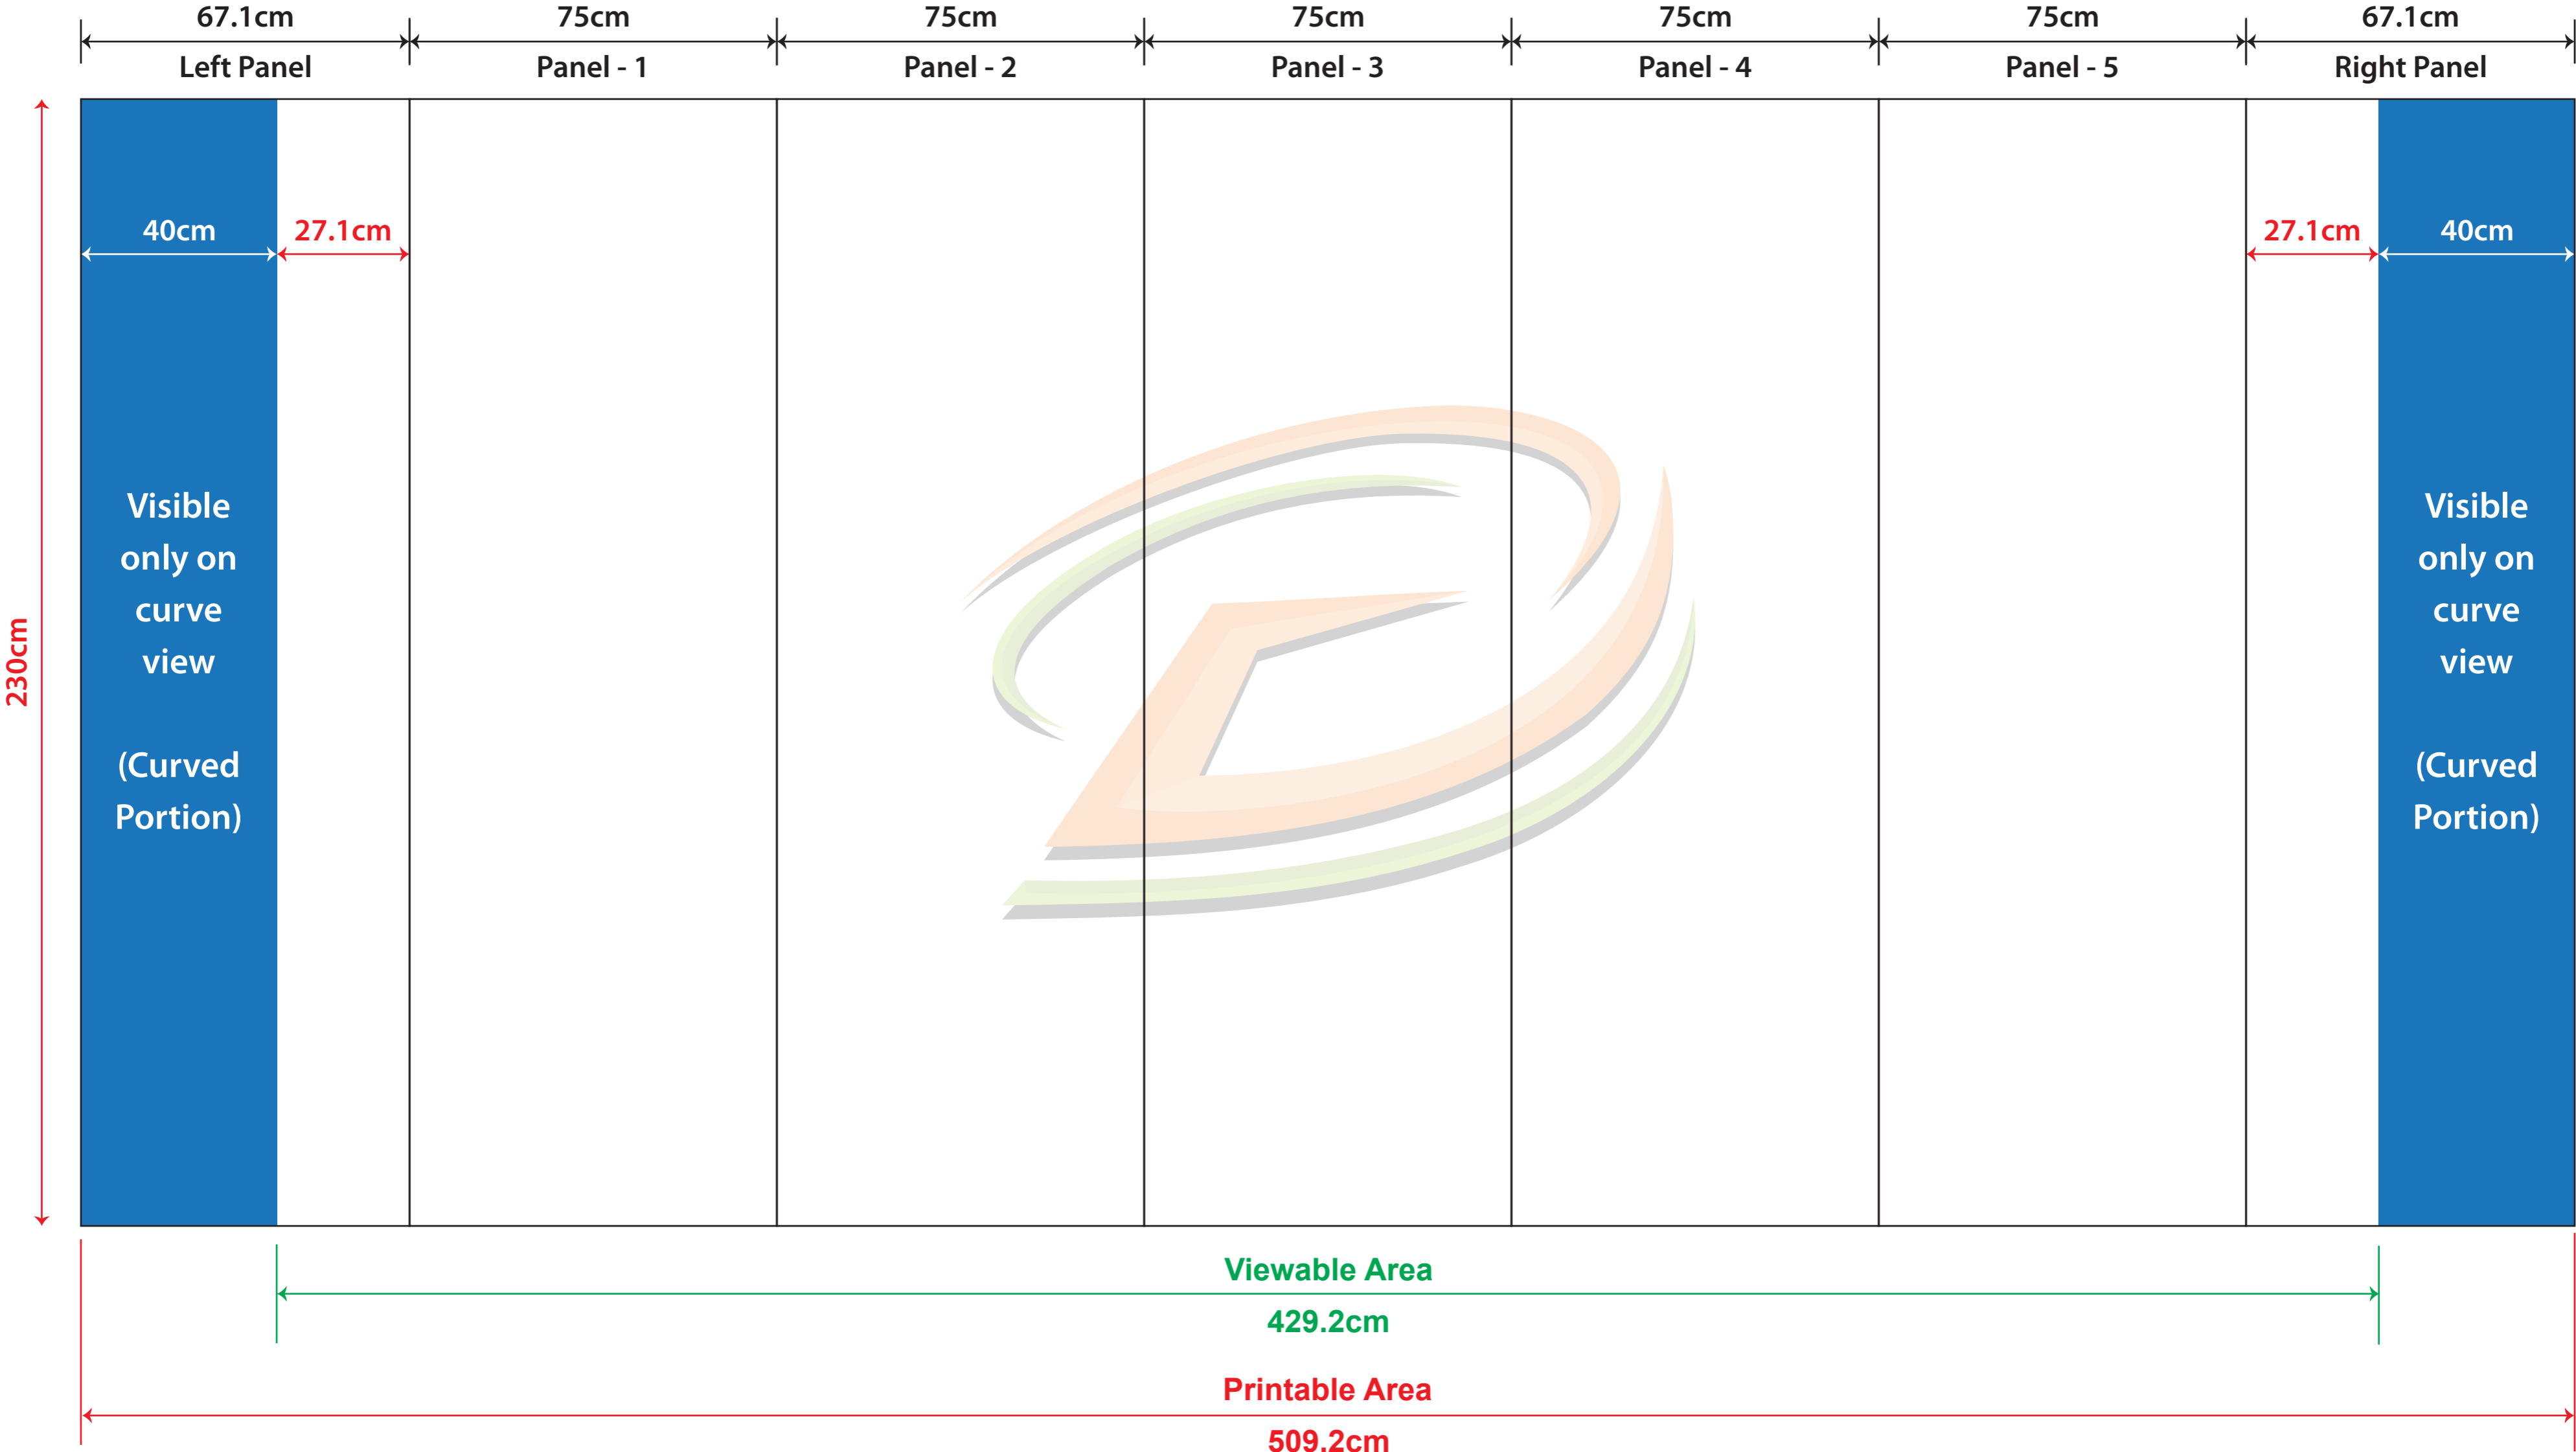 67.1cm 75cm 75cm 75cm 75cm 75cm 67.1cm
Left Panel Panel - 1 Panel - 2 Panel - 3 Panel - 4 Panel - 5 Right Panel
40cm 27.1cm 27.1cm 40cm
Visible
only on
curve
view
(Curved
Portion)
Visible
only on
curve
view
(Curved
Portion)
230cm
Viewable Area
429.2cm
Printable Area
509.2cm